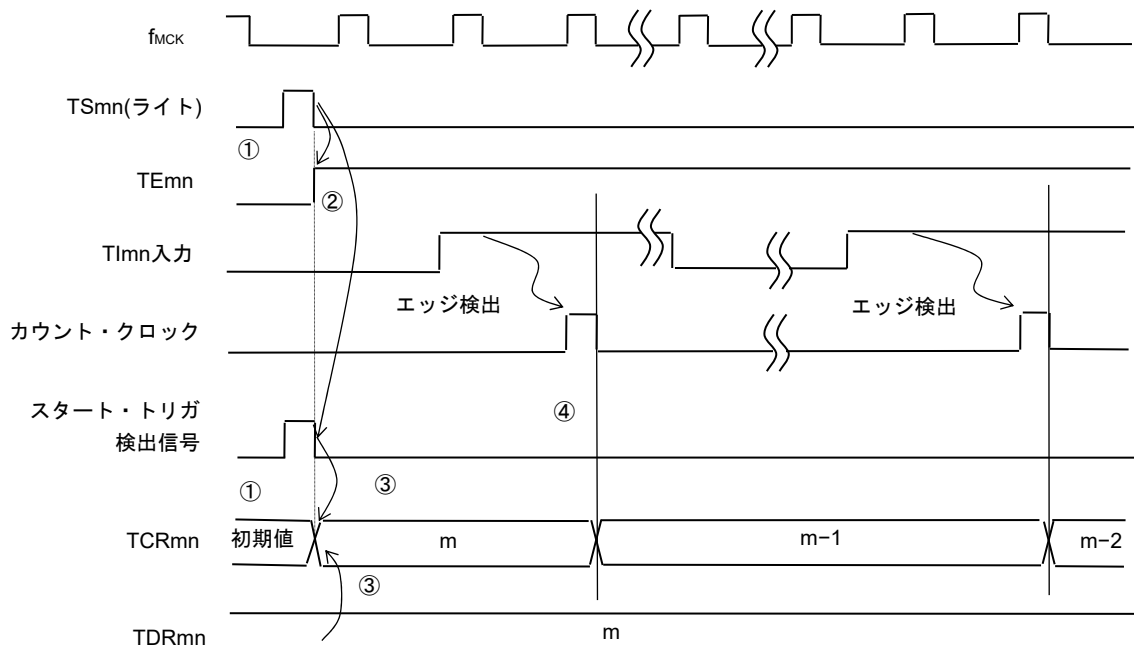 fMCK
TSmn(ライト)
①
TEmn
②
TImn入力
エッジ検出
エッジ検出
カウント・クロック
スタート・トリガ
検出信号
④
①
③
TCRmn
初期値
m
m−1
m−2
③
TDRmn
m